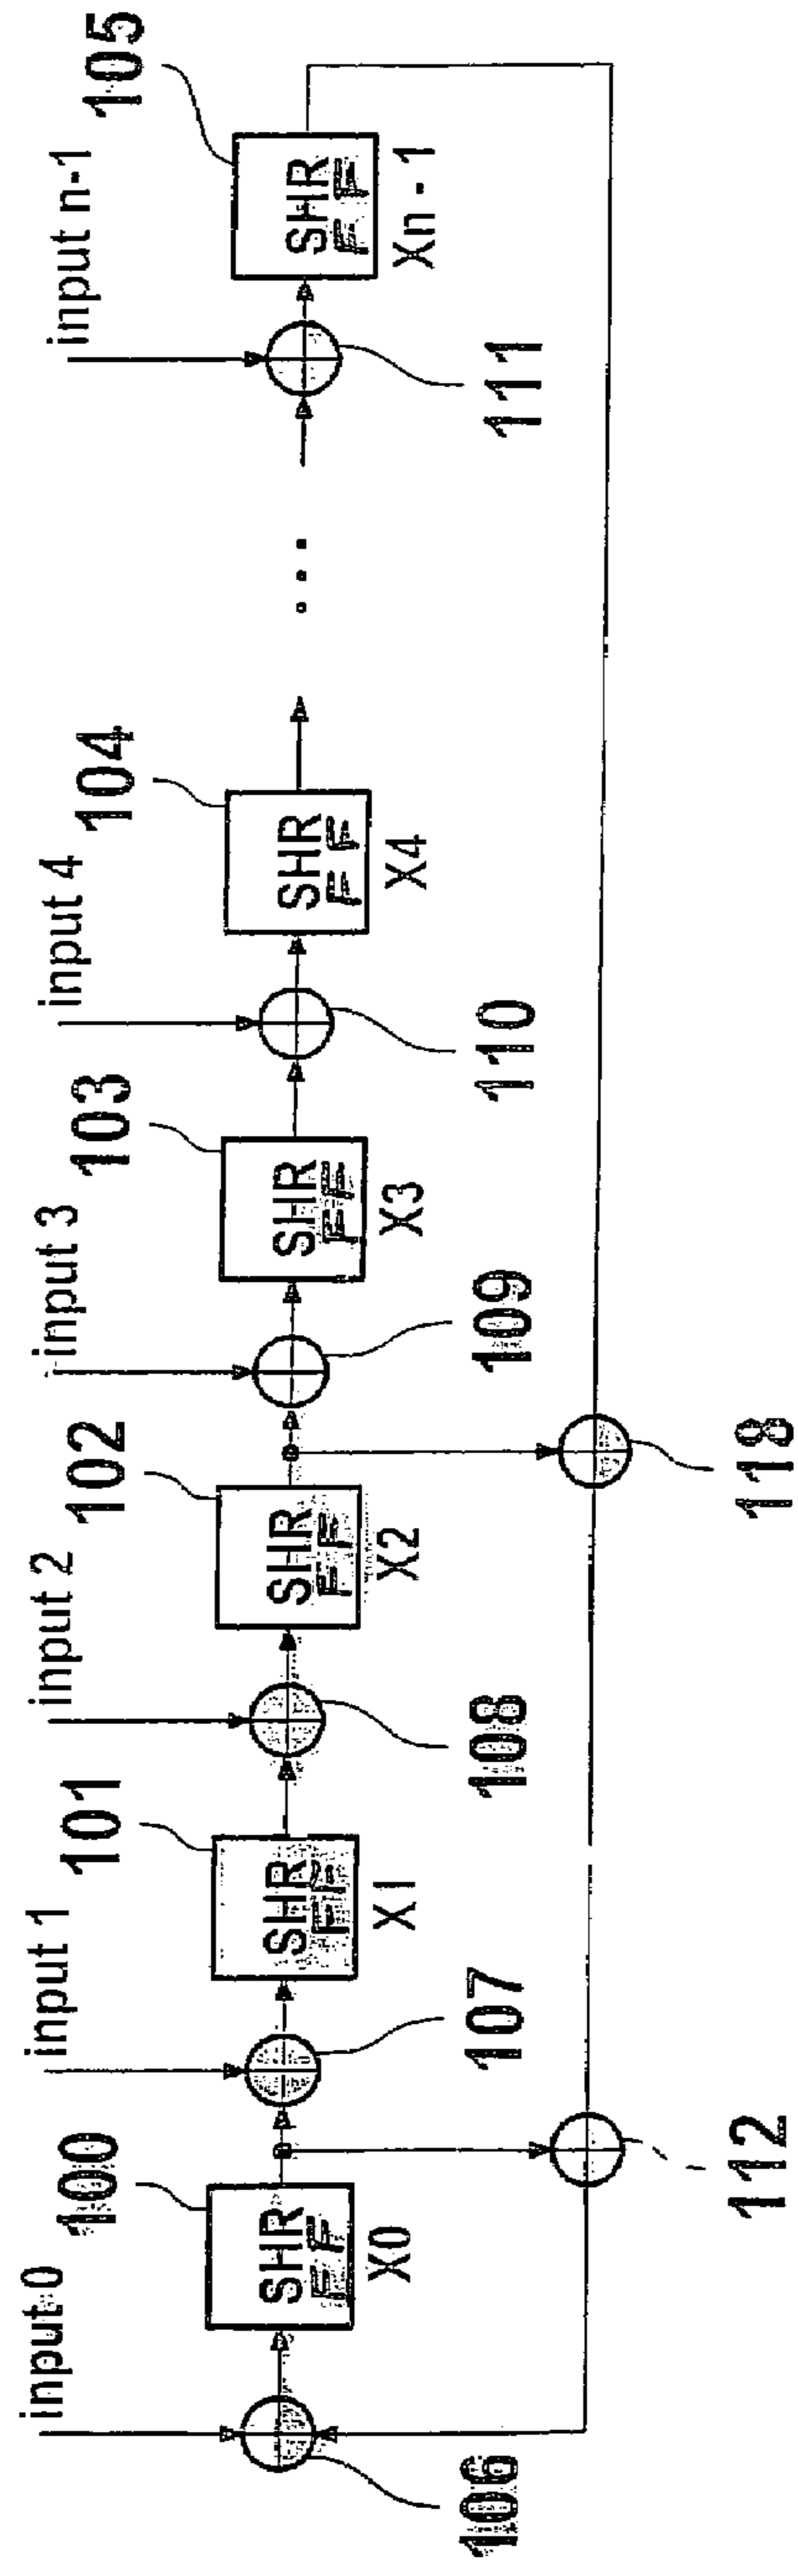 input 0
100
SHR
FF
X0
106
input 1
107
101
SHR
FF
X1
112
input 2
108
102
SHR
FF
X2
118
input 3
109
103
SHR
FF
X3
input 4
110
104
SHR
FF
X4
...
input n-1
111
105
SHR
FF
Xn - 1